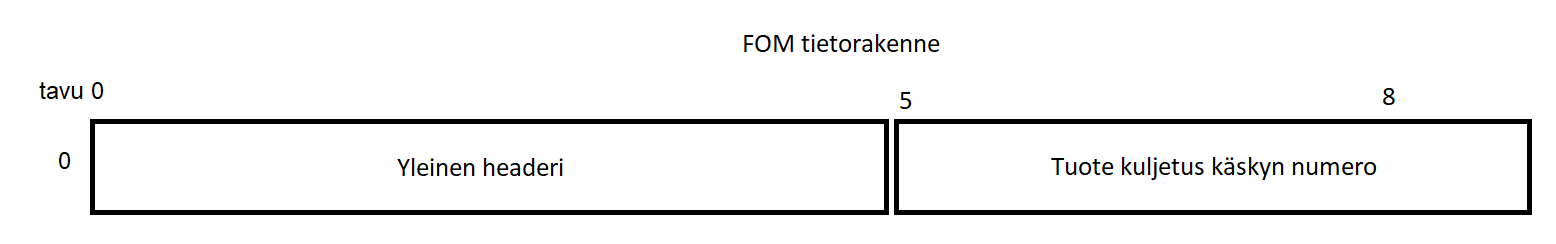 FOM tietorakenne
tavu 0
5
8
0
Yleinen headeri
Tuote kuljetus käskyn numero